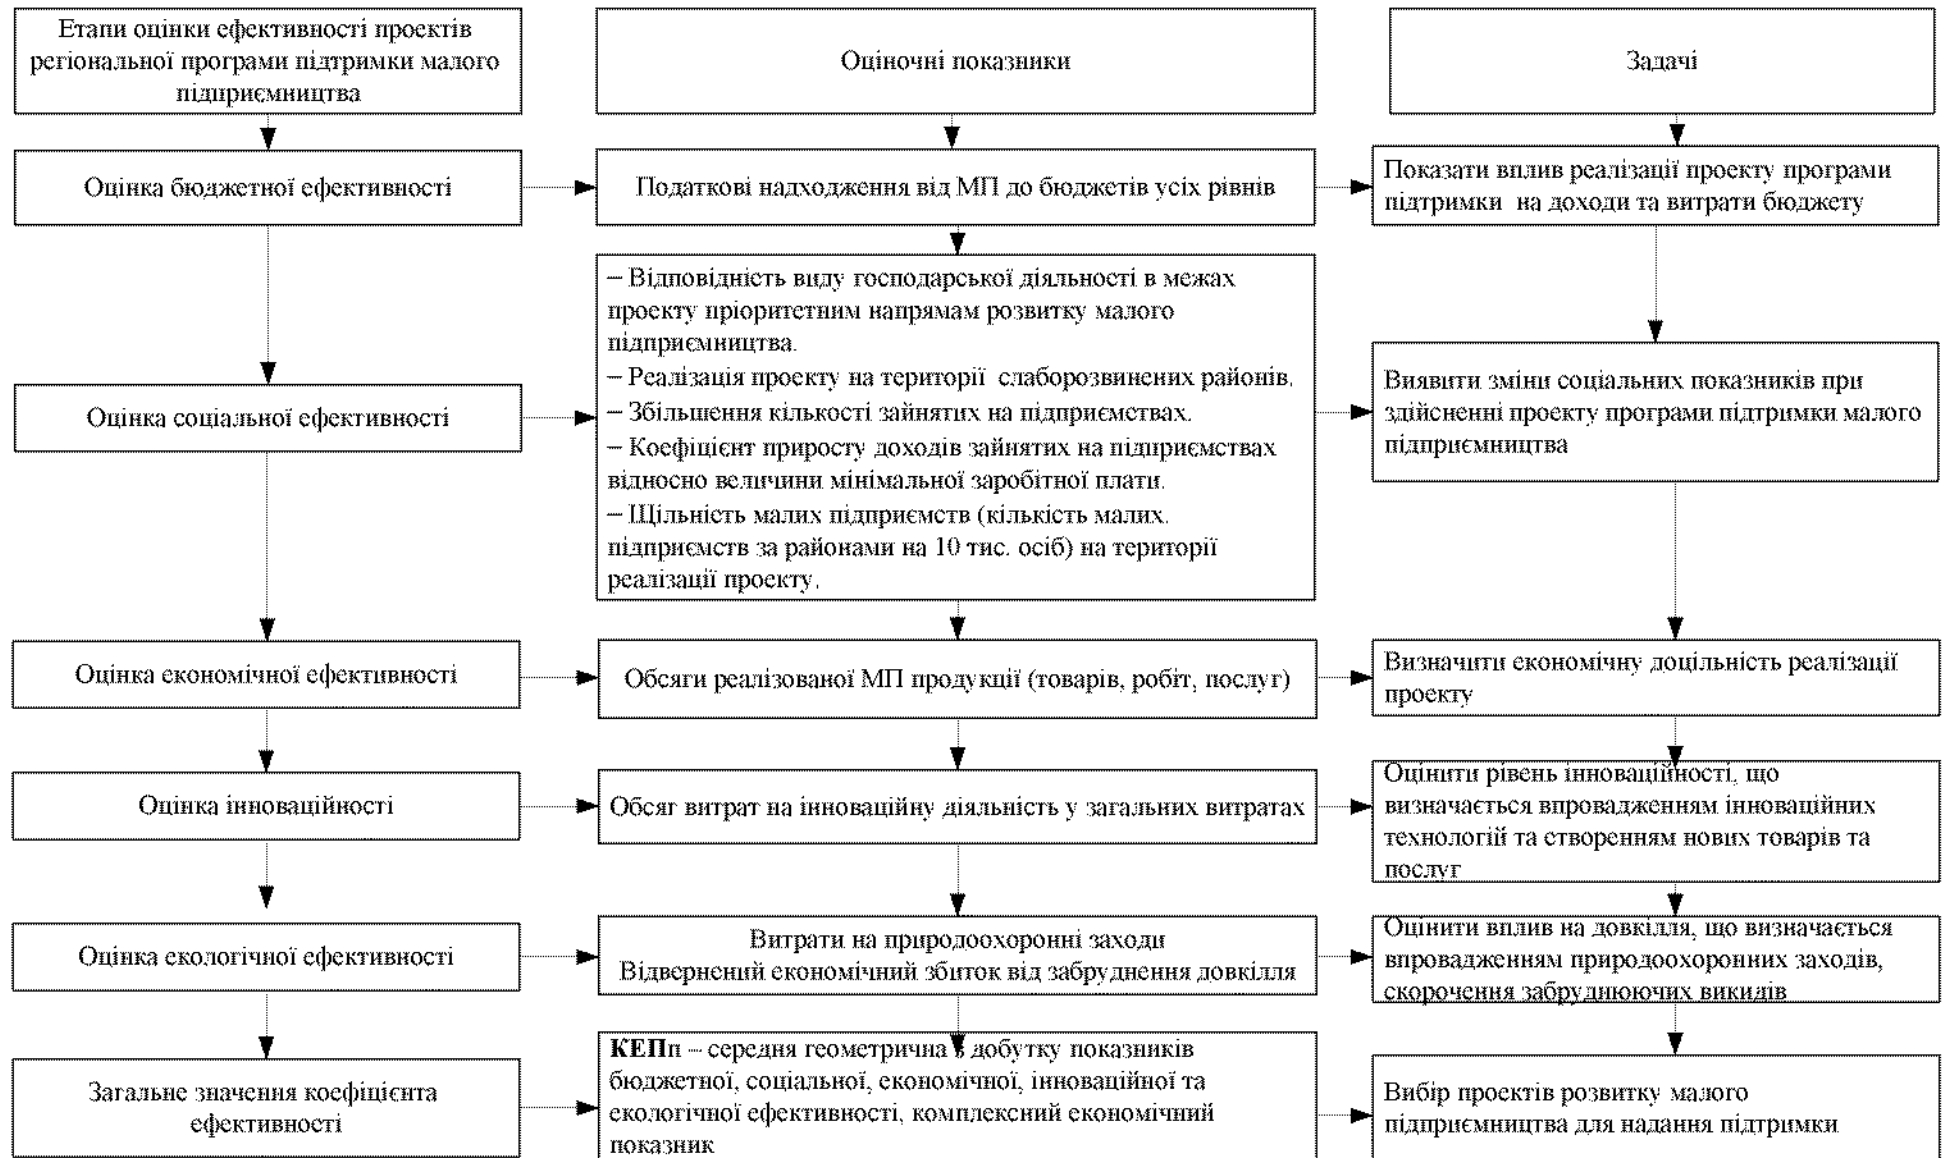 Етапи оцінки ефективності проектів
регіональної програми підтримки малого
підприємництва
Оціночні показники
Задачі
Оцінка бюджетної ефективності
Податкові надходження від МП до бюджетів усіх рівнів
Показати вплив реалізації проекту програми
підтримки на доходи та витрати бюджету
Оцінка соціальної ефективності
– Відповідність виду господарської діяльності в межах
проекту пріоритетним напрямам розвитку малого
підприємництва.
– Реалізація проекту на території слаборозвинених районів.
– Збільшення кількості зайнятих на підприємствах.
– Коефіцієнт приросту доходів зайнятих на підприємствах
відносно величини мінімальної заробітної плати.
– Щільність малих підприємств (кількість малих.
підприємств за районами на 10 тис. осіб) на території
реалізації проекту.
Виявити зміни соціальних показників при
здійсненні проекту програми підтримки малого
підприємництва
Оцінка економічної ефективності
Обсяги реалізованої МП продукції (товарів, робіт, послуг)
Визначити економічну доцільність реалізації
проекту
Оцінка інноваційності
Обсяг витрат на інноваційну діяльність у загальних витратах
Оцінити рівень інноваційності, що
визначається впровадженням інноваційних
технологій та створенням нових товарів та
послуг
Оцінка екологічної ефективності
Витрати на природоохоронні заходи
Відвернений економічний збиток від забруднення довкілля
Оцінити вплив на довкілля, що визначається
впровадженням природоохоронних заходів,
скорочення забруднюючих викидів
Загальне значення коефіцієнта
ефективності
КЕПп – середня геометрична з добутку показників
бюджетної, соціальної, економічної, інноваційної та
екологічної ефективності, комплексний економічний
показник
Вибір проектів розвитку малого
підприємництва для надання підтримки